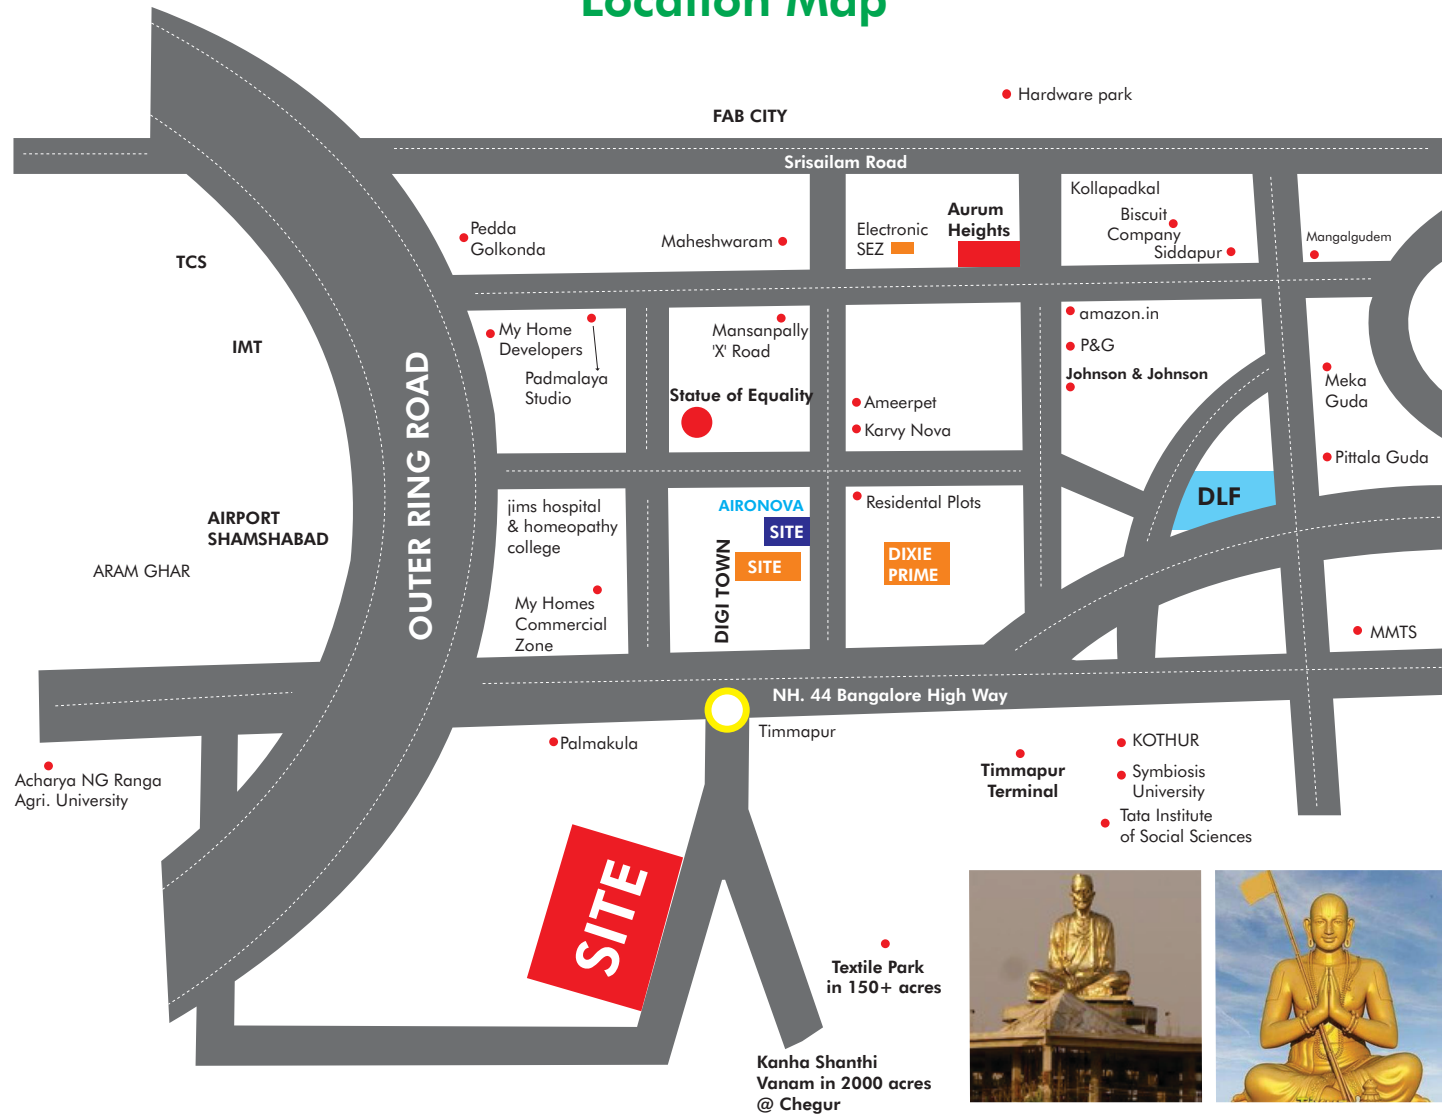 Location Map
Hardware park
FAB CITY
Srisailam Road
Kollapadkal
Aurum
Heights
Biscuit
Company
Pedda
Golkonda
Maheshwaram
Electronic
SEZ
Siddapur
Mangalgudem
TCS
My Home
Developers
Mansanpally
'X' Road
amazon.in
P&G
IMT
Padmalaya
Studio
Johnson & Johnson
Meka
Guda
Statue of Equality
Ameerpet
Karvy Nova
Pittala Guda
OUTER RING ROAD
DLF
jims hospital
& homeopathy
college
AIRONOVA
SITE
Residental Plots
AIRPORT
SHAMSHABAD
DIGI TOWN
SITE
DIXIE
PRIME
ARAM GHAR
My Homes
Commercial
Zone
MMTS
NH. 44 Bangalore High Way
Timmapur
Palmakula
KOTHUR
Timmapur
Terminal
Symbiosis
University
Acharya NG Ranga
Agri. University
Tata Institute
of Social Sciences
SITE
Textile Park
in 150+ acres
Kanha Shanthi
Vanam in 2000 acres
@ Chegur